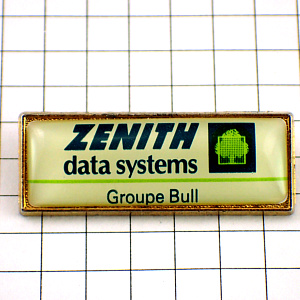 ZENITH
data systems
Groupe Bull